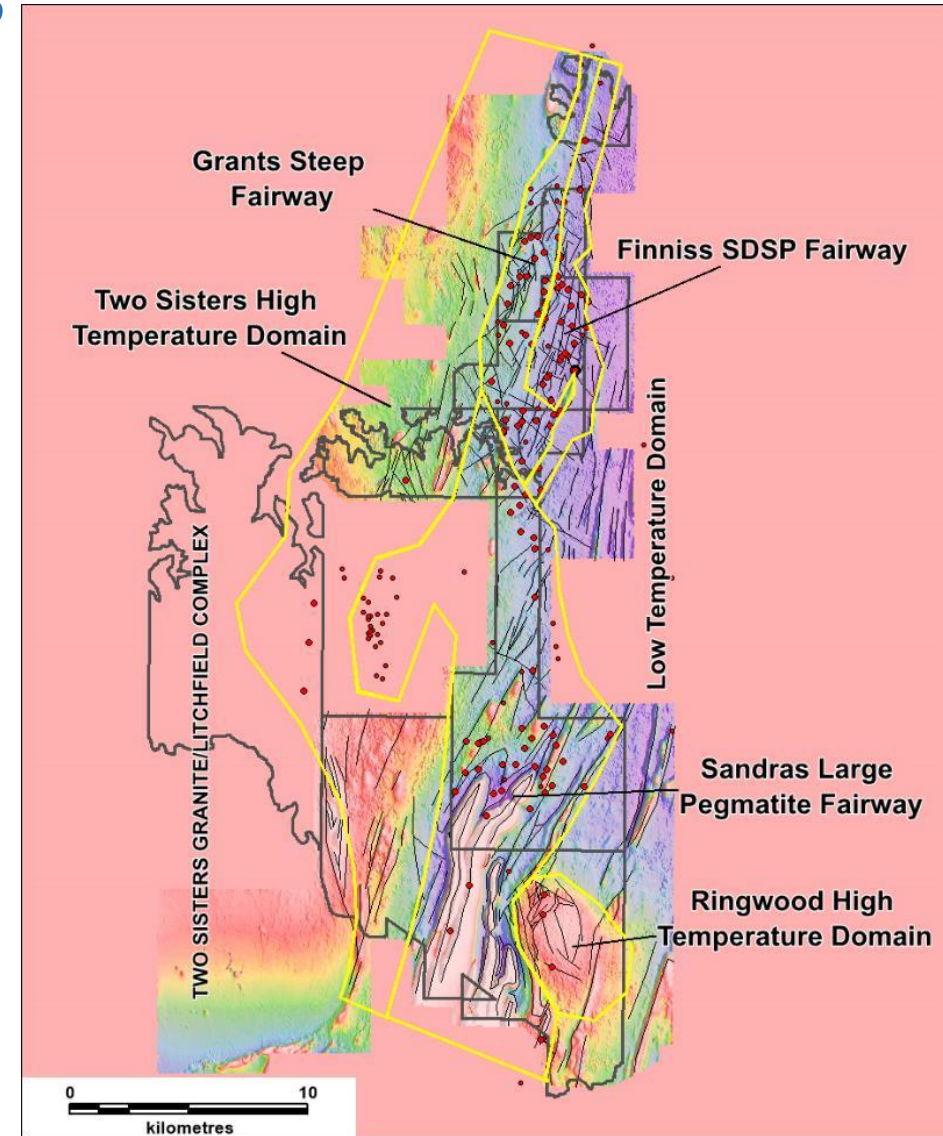 Grants Steep
Fairway
Finniss SDSP Fairway
Two Sisters High
Temperature Domain
Low Temperature Domain
TWO SISTERS GRANITE/LITCHFIELD COMPLEX
Sandras Large
Pegmatite Fairway
Ringwood High
Temperature Domain
0 10
kilometres